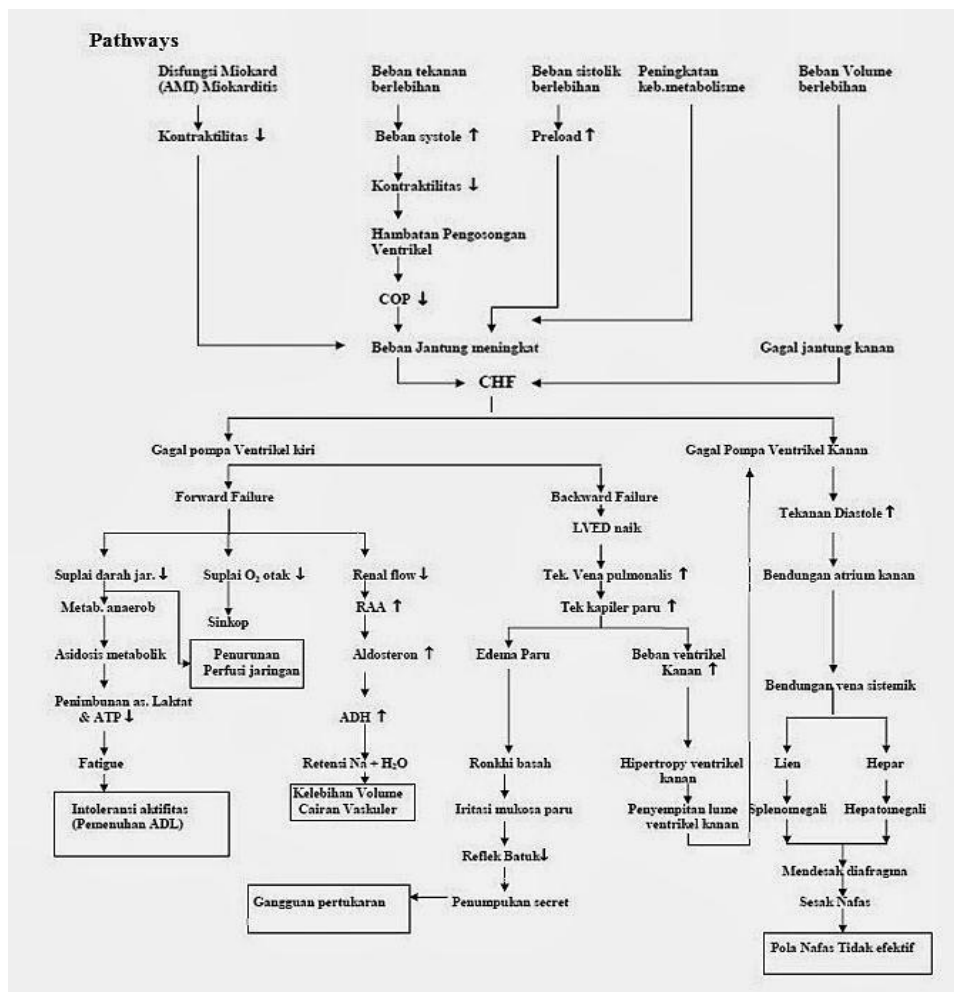 Pathways
Disfungsi Miokard
(AMI) Miokarditis
Beban tekanan
berlebihan
Beban sistolik
berlebihan
Peningkatan
keb.metabolisme
Beban Volume
berlebihan
Kontraktilitas ↓
Beban systole ↑
Preload ↑
Kontraktilitas ↓
Hambatan Pengosongan
Ventrikel
COP ↓
Beban Jantung meningkat
Gagal jantung kanan
CHF
Gagal pompa Ventrikel kiri
Gagal Pompa Ventrikel Kanan
Forward Failure
Backward Failure
LVED naik
Tekanan Diastole ↑
Suplai darah jar. ↓
Suplai O₂ otak ↓
Renal flow ↓
Tek. Vena pulmonalis ↑
Bendungan atrium kanan
Metab. anaerob
Sinkop
RAA ↑
Tek kapiler paru ↑
Asidosis metabolik
Penurunan
Perfusi jaringan
Aldosteron ↑
Edema Paru
Beban ventrikel
Kanan ↑
Bendungan vena sistemik
Penimbunan as. Laktat
& ATP ↓
ADH ↑
Fatigue
Retensi Na + H₂O
Ronkhi basah
Hipertropy ventrikel
kanan
Lien
Hepar
Intoleransi aktifitas
(Pemenuhan ADL)
Kelebihan Volume
Cairan Vaskuler
Iritasi mukosa paru
Penyempitan lume
ventrikel kanan
Splenomegali
Hepatomegali
Reflek Batuk↓
Mendesak diafragma
Gangguan pertukaran
Penumpukan secret
Sesak Nafas
Pola Nafas Tidak efektif